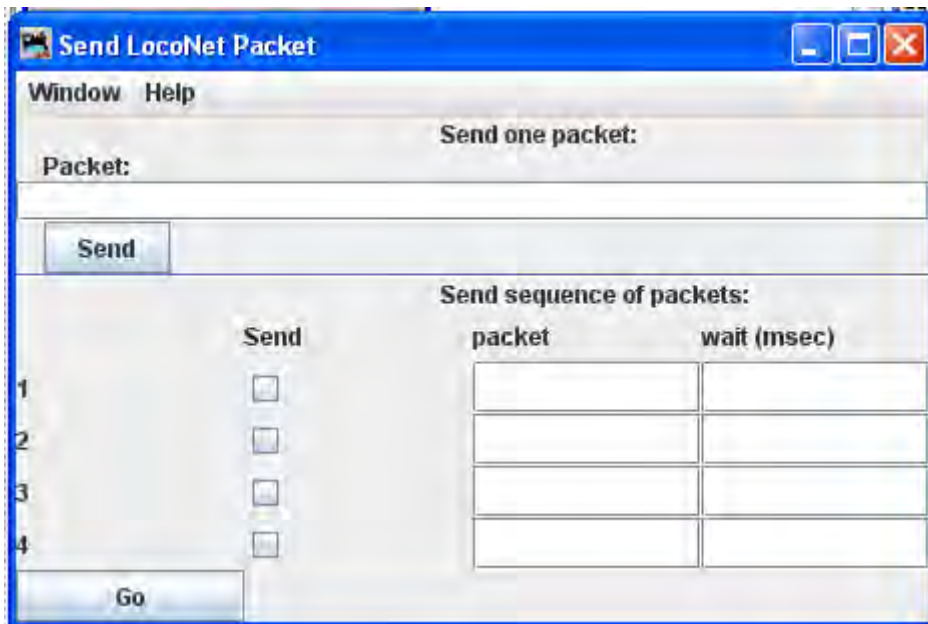 Send LocoNet Packet
Window Help
Send one packet:
Packet:
Send
Send sequence of packets:
Send packet wait (msec)
1
2
3
4
Go